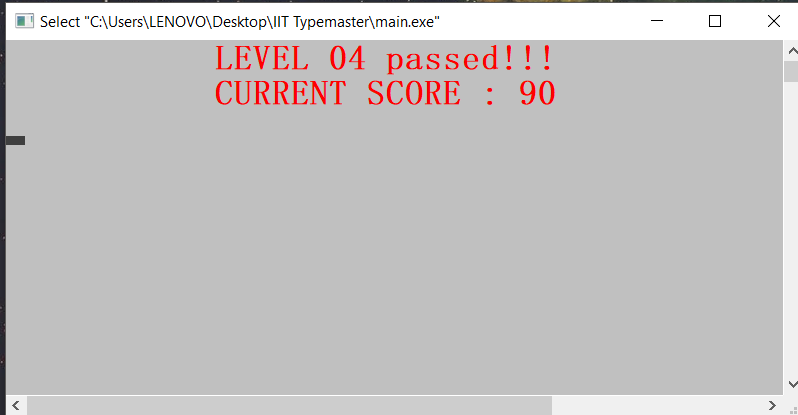 Select "C:\Users\LENOVO\Desktop\IIT Typemaster\main.exe"
LEVEL 04 passed!!!
CURRENT SCORE : 90